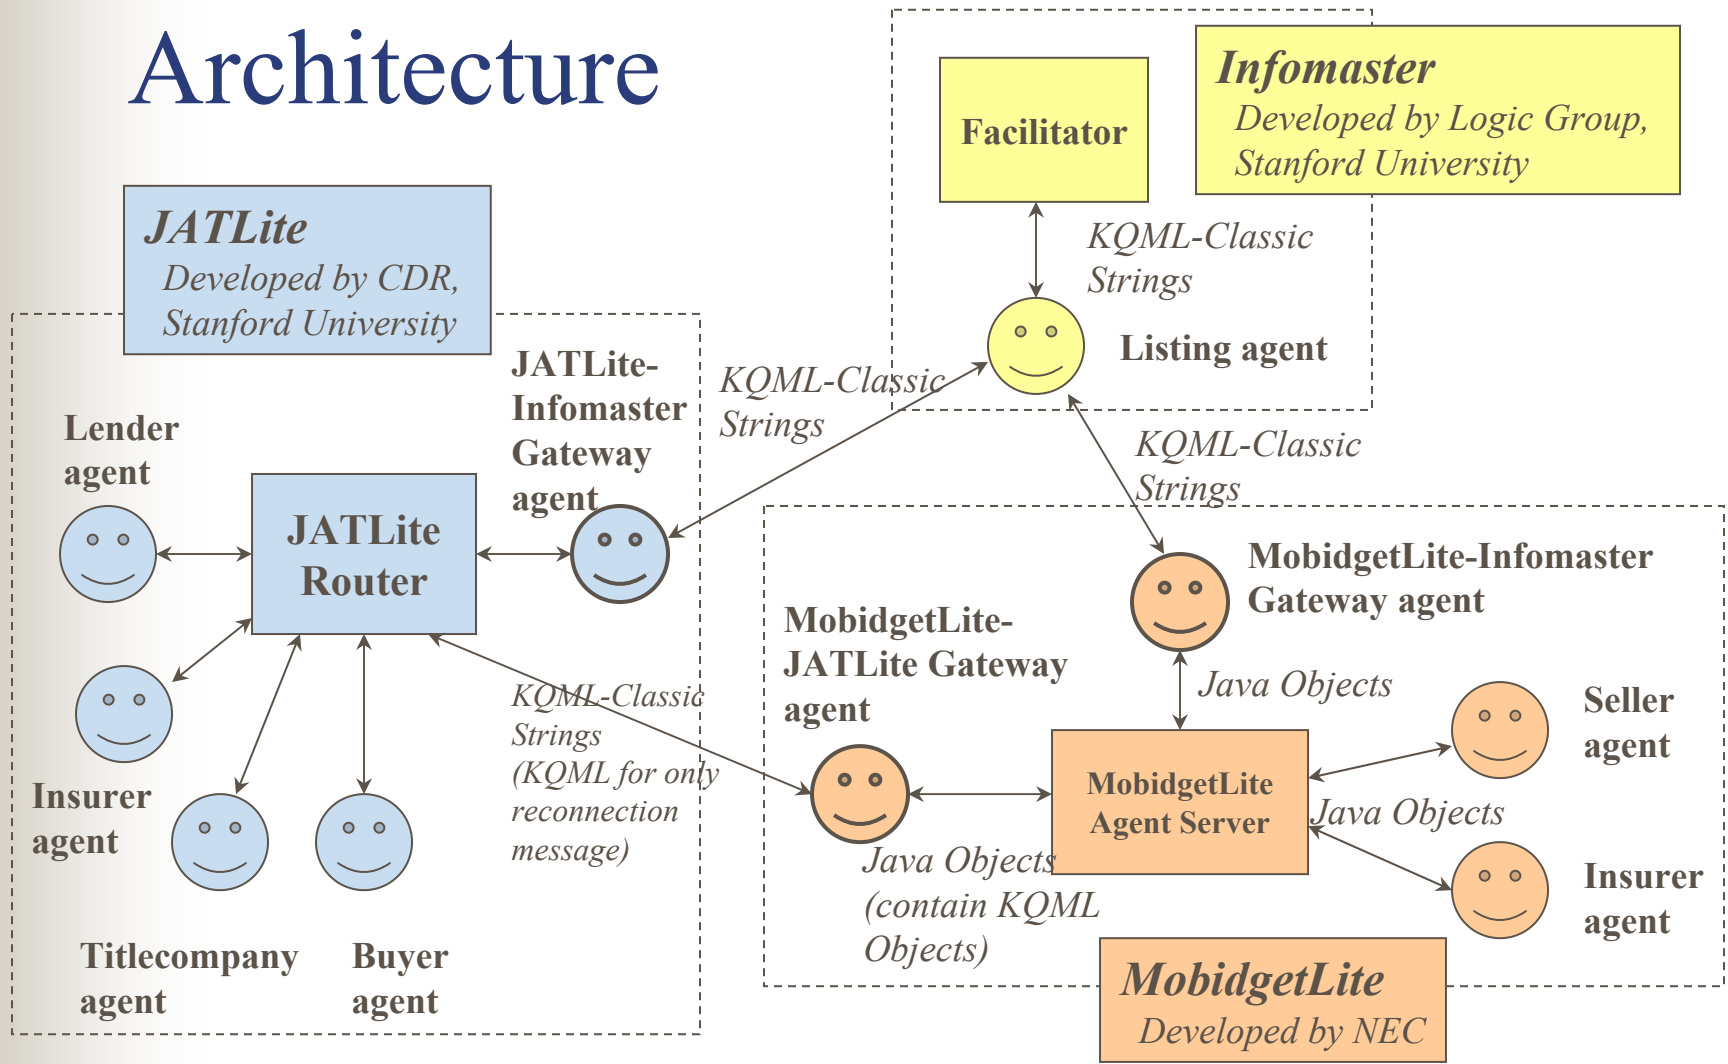 Architecture
Infomaster
Developed by Logic Group,
Stanford University
Facilitator
KQML-Classic
Strings
Listing agent
JATLite
Developed by CDR,
Stanford University
JATLite-
Infomaster
Gateway
agent
KQML-Classic
Strings
KQML-Classic
Strings
Lender
agent
JATLite
Router
Insurer
agent
Titlecompany
agent
Buyer
agent
KQML-Classic
Strings
(KQML for only
reconnection
message)
MobidgetLite-Infomaster
Gateway agent
MobidgetLite-
JATLite Gateway
agent
Java Objects
Seller
agent
MobidgetLite
Agent Server
Java Objects
Java Objects
(contain KQML
Objects)
Insurer
agent
MobidgetLite
Developed by NEC